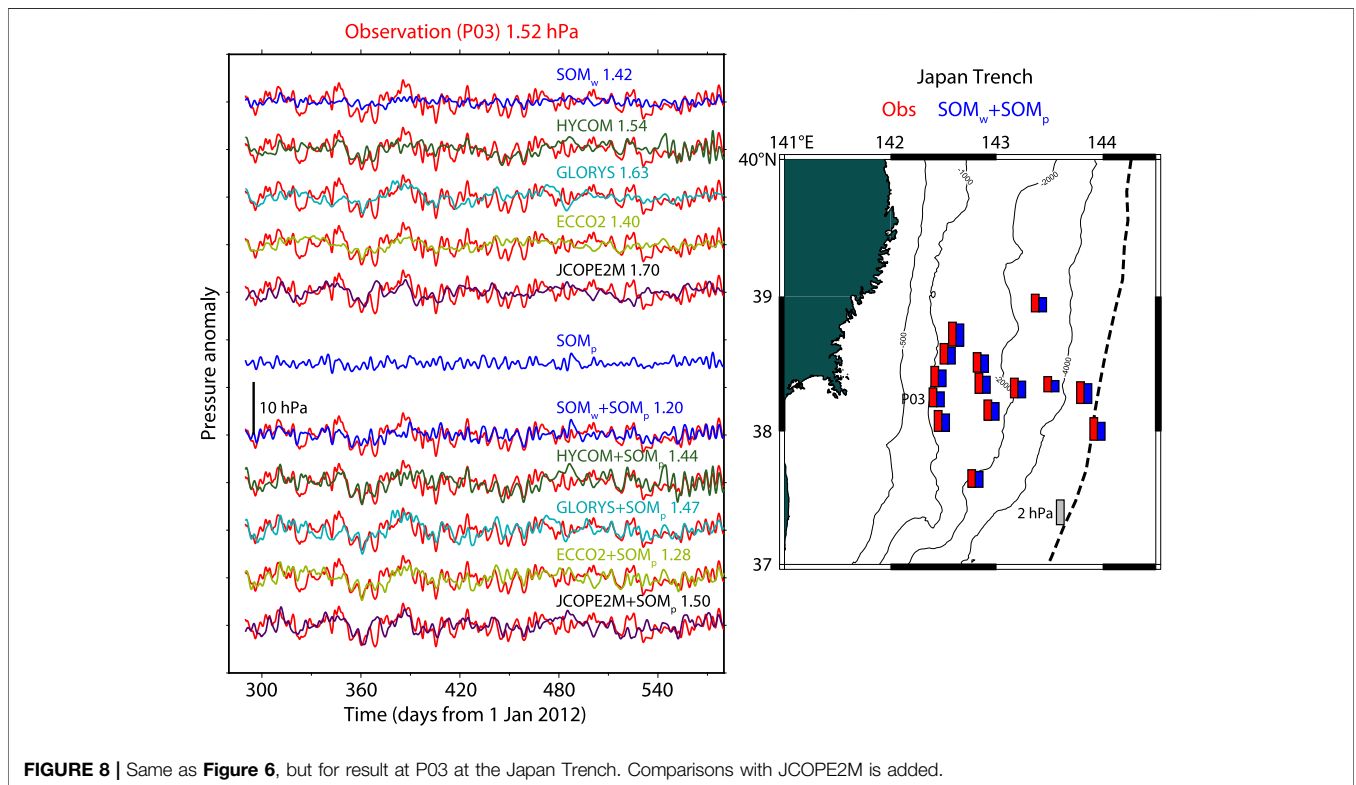 Observation (P03) 1.52 hPa
SOMw 1.42
HYCOM 1.54
GLORYS 1.63
ECCO2 1.40
JCOPE2M 1.70
SOMp
10 hPa
SOMw+SOMp 1.20
HYCOM+SOMp 1.44
GLORYS+SOMp 1.47
ECCO2+SOMp 1.28
JCOPE2M+SOMp 1.50
Pressure anomaly
300 360 420 480 540
Time (days from 1 Jan 2012)
Japan Trench
Obs SOMw+SOMp
141°E 142 143 144
40°N
39
38
37
-1000
-2000
0
-500
-2000
-4000
P03
2 hPa
FIGURE 8 | Same as Figure 6, but for result at P03 at the Japan Trench. Comparisons with JCOPE2M is added.